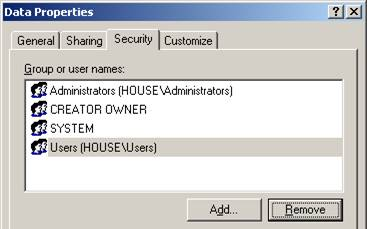 Data Properties
General Sharing Security Customize
Group or user names:
Administrators (HOUSE\Administrators)
CREATOR OWNER
SYSTEM
Users (HOUSE\Users)
Add... Remove